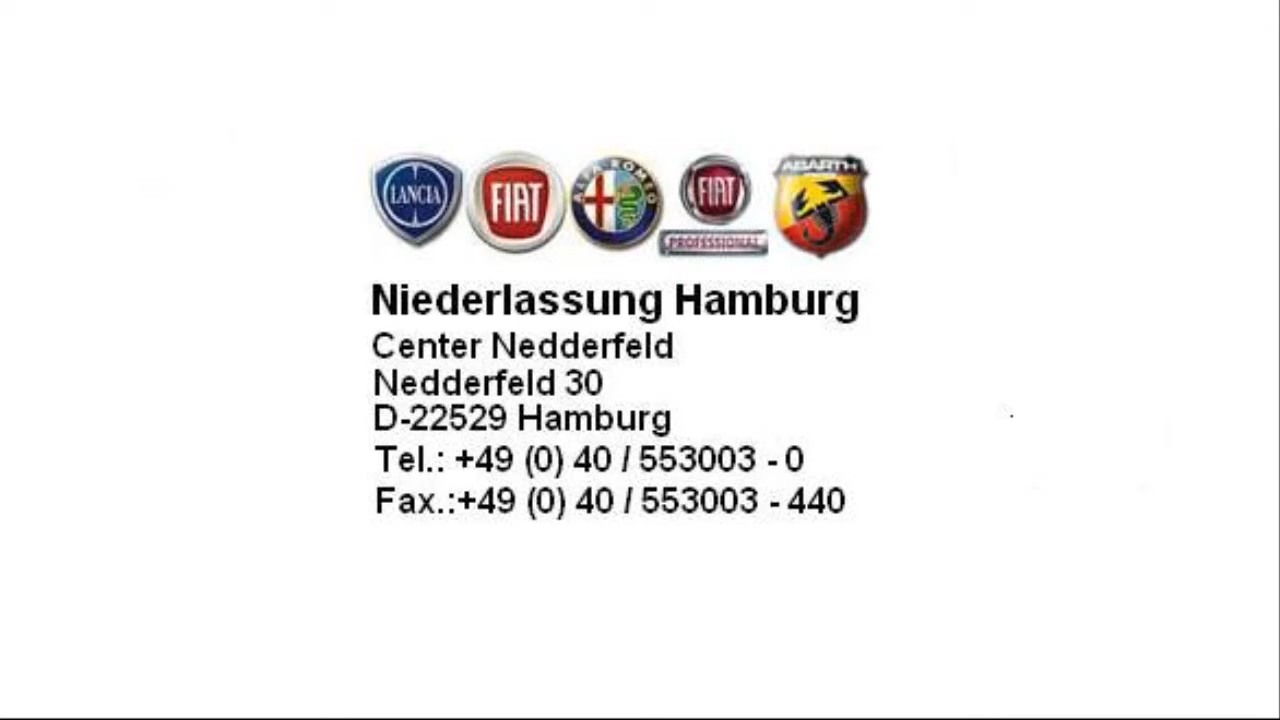 LANCIA FIAT ALFA ROMEO FIAT ABARTH
PROFESSIONAL
Niederlassung Hamburg
Center Nedderfeld
Nedderfeld 30
D-22529 Hamburg
Tel.: +49 (0) 40 / 553003 - 0
Fax.:+49 (0) 40 / 553003 - 440